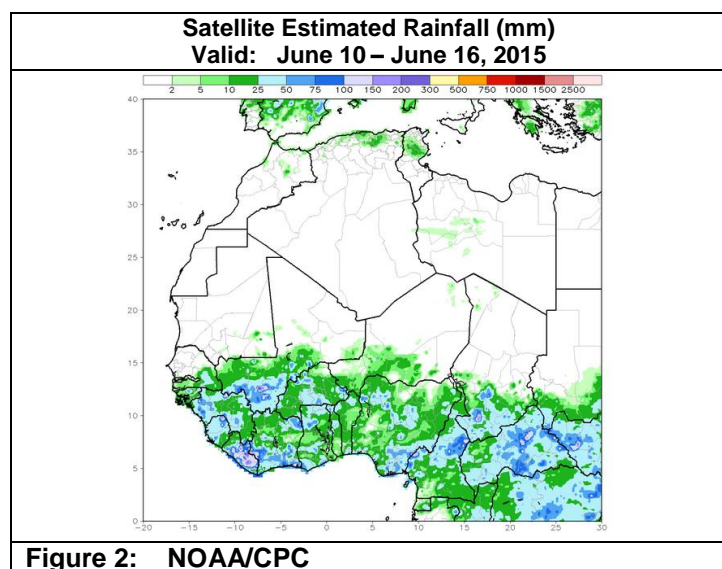 Satellite Estimated Rainfall (mm)
Valid: June 10 – June 16, 2015
2 5 10 25 50 75 100 150 200 300 500 750 1000 1500 2500
40
35
30
25
20
15
10
5
0
-20 -15 -10 -5 0 5 10 15 20 25 30
Figure 2: NOAA/CPC